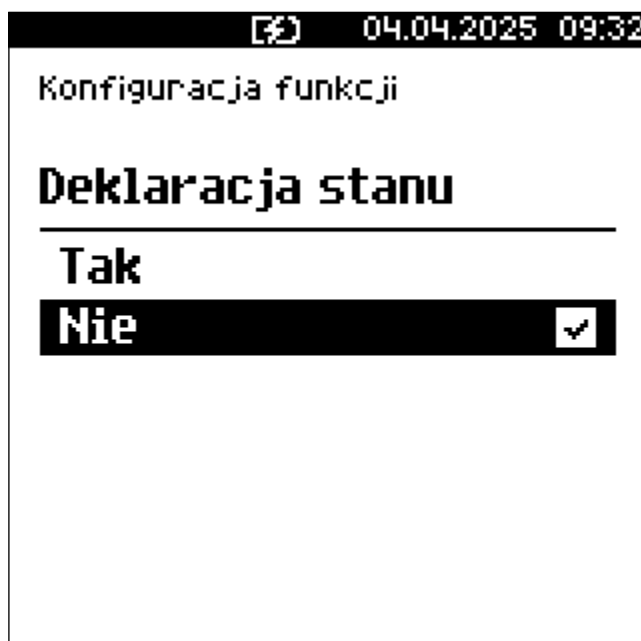 04.04.2025 09:32
Konfiguracja funkcji
Deklaracja stanu
Tak
Nie